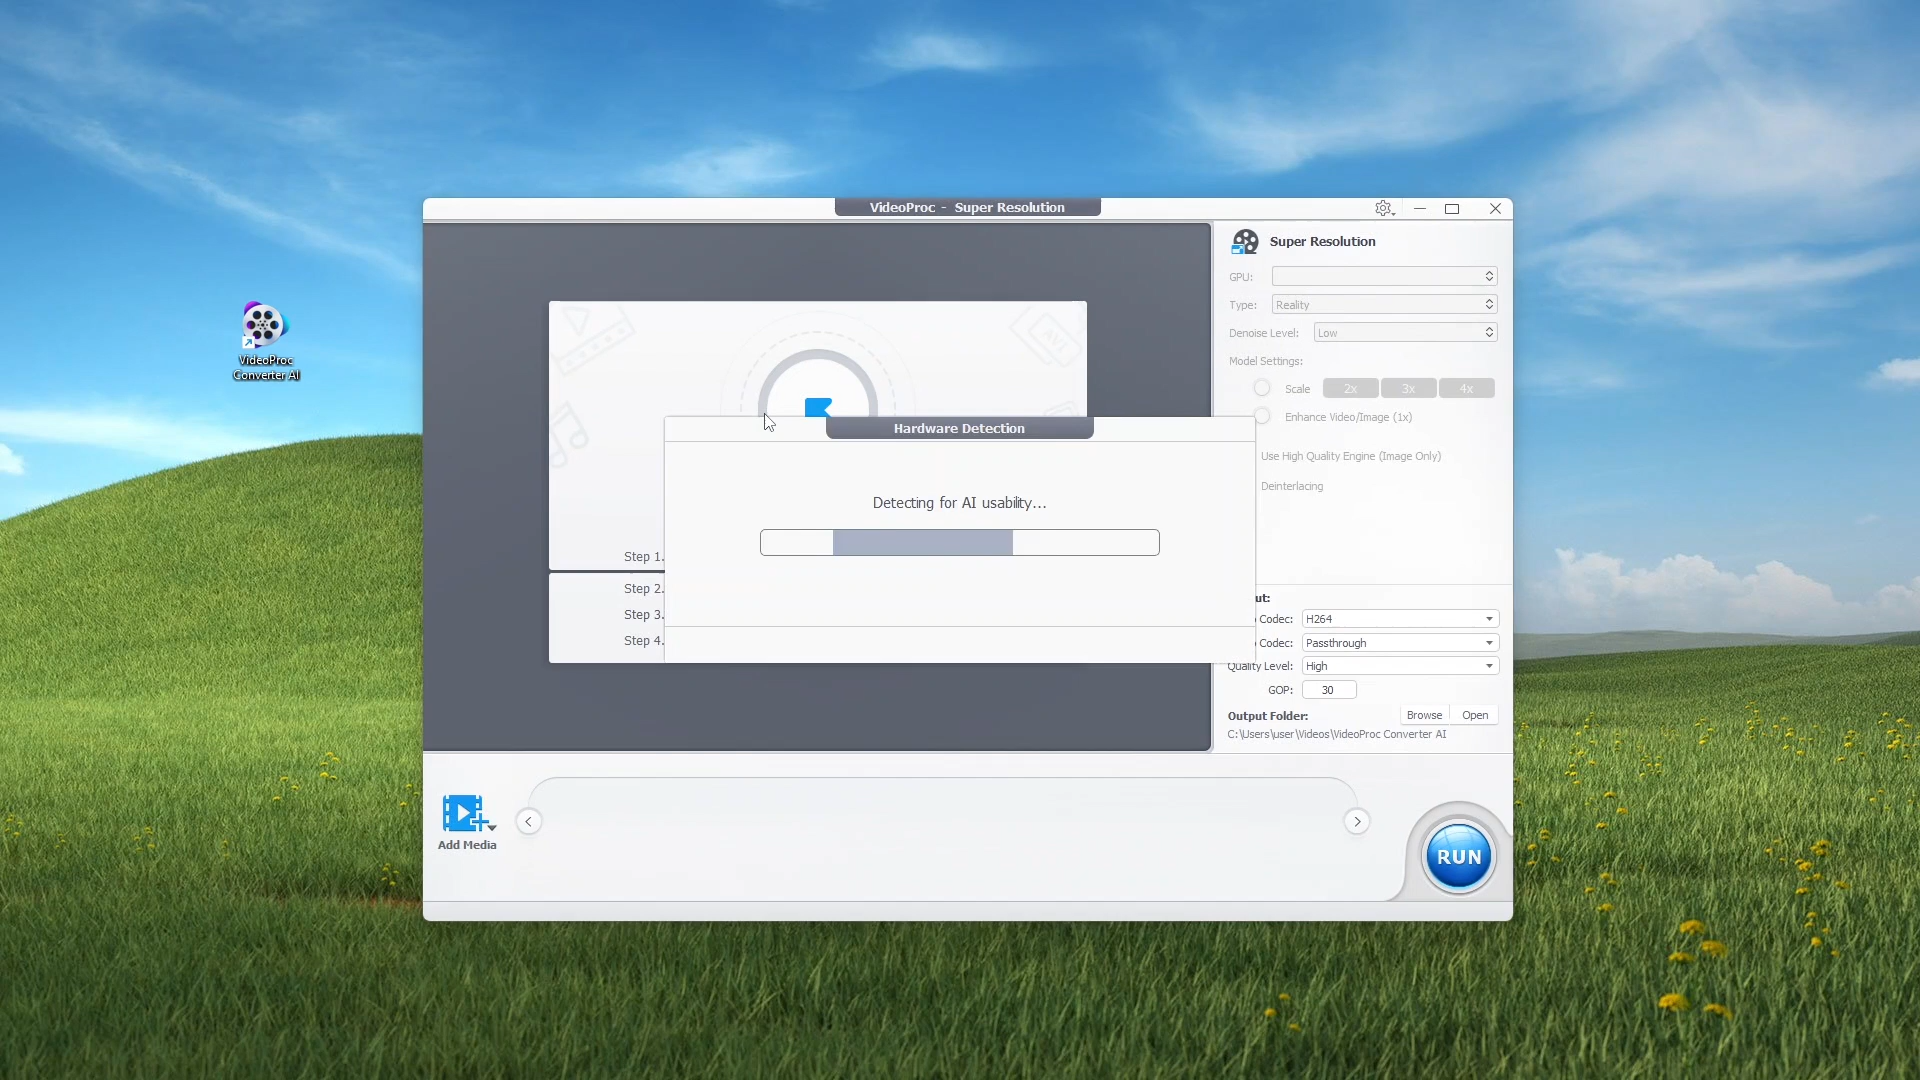 VideoProc - Super Resolution
VideoProc
Converter AI
Super Resolution
GPU:
Type: Reality
Denoise Level: Low
Model Settings:
Scale 2x 3x 4x
Enhance Video/Image (1x)
Use High Quality Engine (Image Only)
Deinterlacing
Hardware Detection
Detecting for AI usability...
Step 1.
Step 2.
Step 3.
Step 4.
ut:
Codec: H264
Codec: Passthrough
Quality Level: High
GOP: 30
Output Folder: Browse Open
C:\Users\user\Videos\VideoProc Converter AI
Add Media
RUN